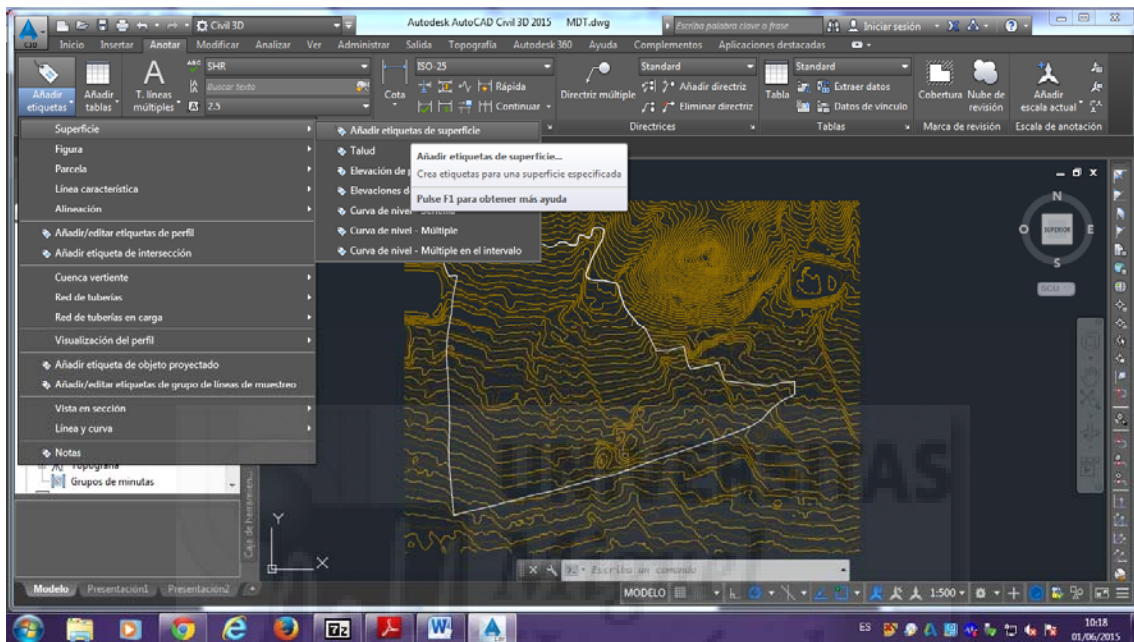 Civil 3D
Autodesk AutoCAD Civil 3D 2015 MDT.dwg
Escriba palabra clave o frase
Iniciar sesión
C3D
Inicio Insertar Anotar Modificar Analizar Ver Administrar Salida Topografía Autodesk 360 Ayuda Complementos Aplicaciones destacadas
Añadir etiquetas
Añadir tablas
T. líneas múltiples
SHR
Buscar texto
2.5
Cota
ISO-25
Rápida
Continuar
Directriz múltiple
Standard
Añadir directriz
Eliminar directriz
Tabla
Standard
Extraer datos
Datos de vínculo
Cobertura
Nube de revisión
Añadir escala actual
Directrices
Tablas
Marca de revisión
Escala de anotación
Superficie
Figura
Parcela
Línea característica
Alineación
Añadir/editar etiquetas de perfil
Añadir etiqueta de intersección
Cuenca vertiente
Red de tuberías
Red de tuberías en carga
Visualización del perfil
Añadir etiqueta de objeto proyectado
Añadir/editar etiquetas de grupo de líneas de muestreo
Vista en sección
Línea y curva
Notas
Añadir etiquetas de superficie
Talud
Elevación de
Elevaciones d
Curva de nivel -
Curva de nivel - Múltiple
Curva de nivel - Múltiple en el intervalo
Añadir etiquetas de superficie...
Crea etiquetas para una superficie especificada
Pulse F1 para obtener más ayuda
N
O SUPERIOR E
S
SCU
Topografía
Grupos de minutas
Caja de herramien...
Y
X
UNIVERSITAS
Miguel
Escriba un comando
Modelo Presentación1 Presentación2
MODELO
1:500
ES
10:18
01/06/2015